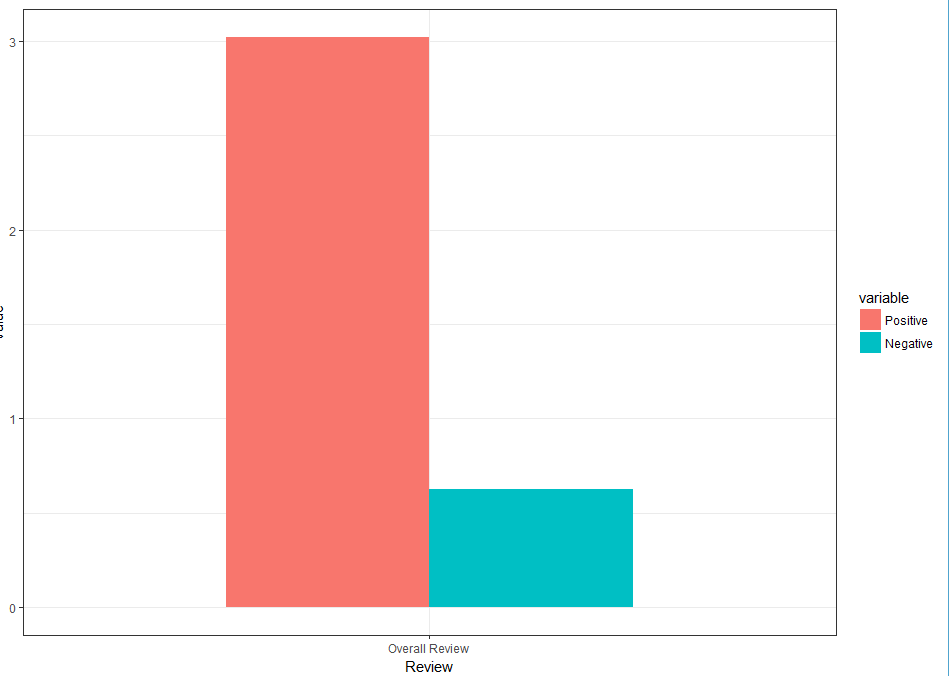 3
2
1
0
Overall Review
Review
variable
Positive
Negative